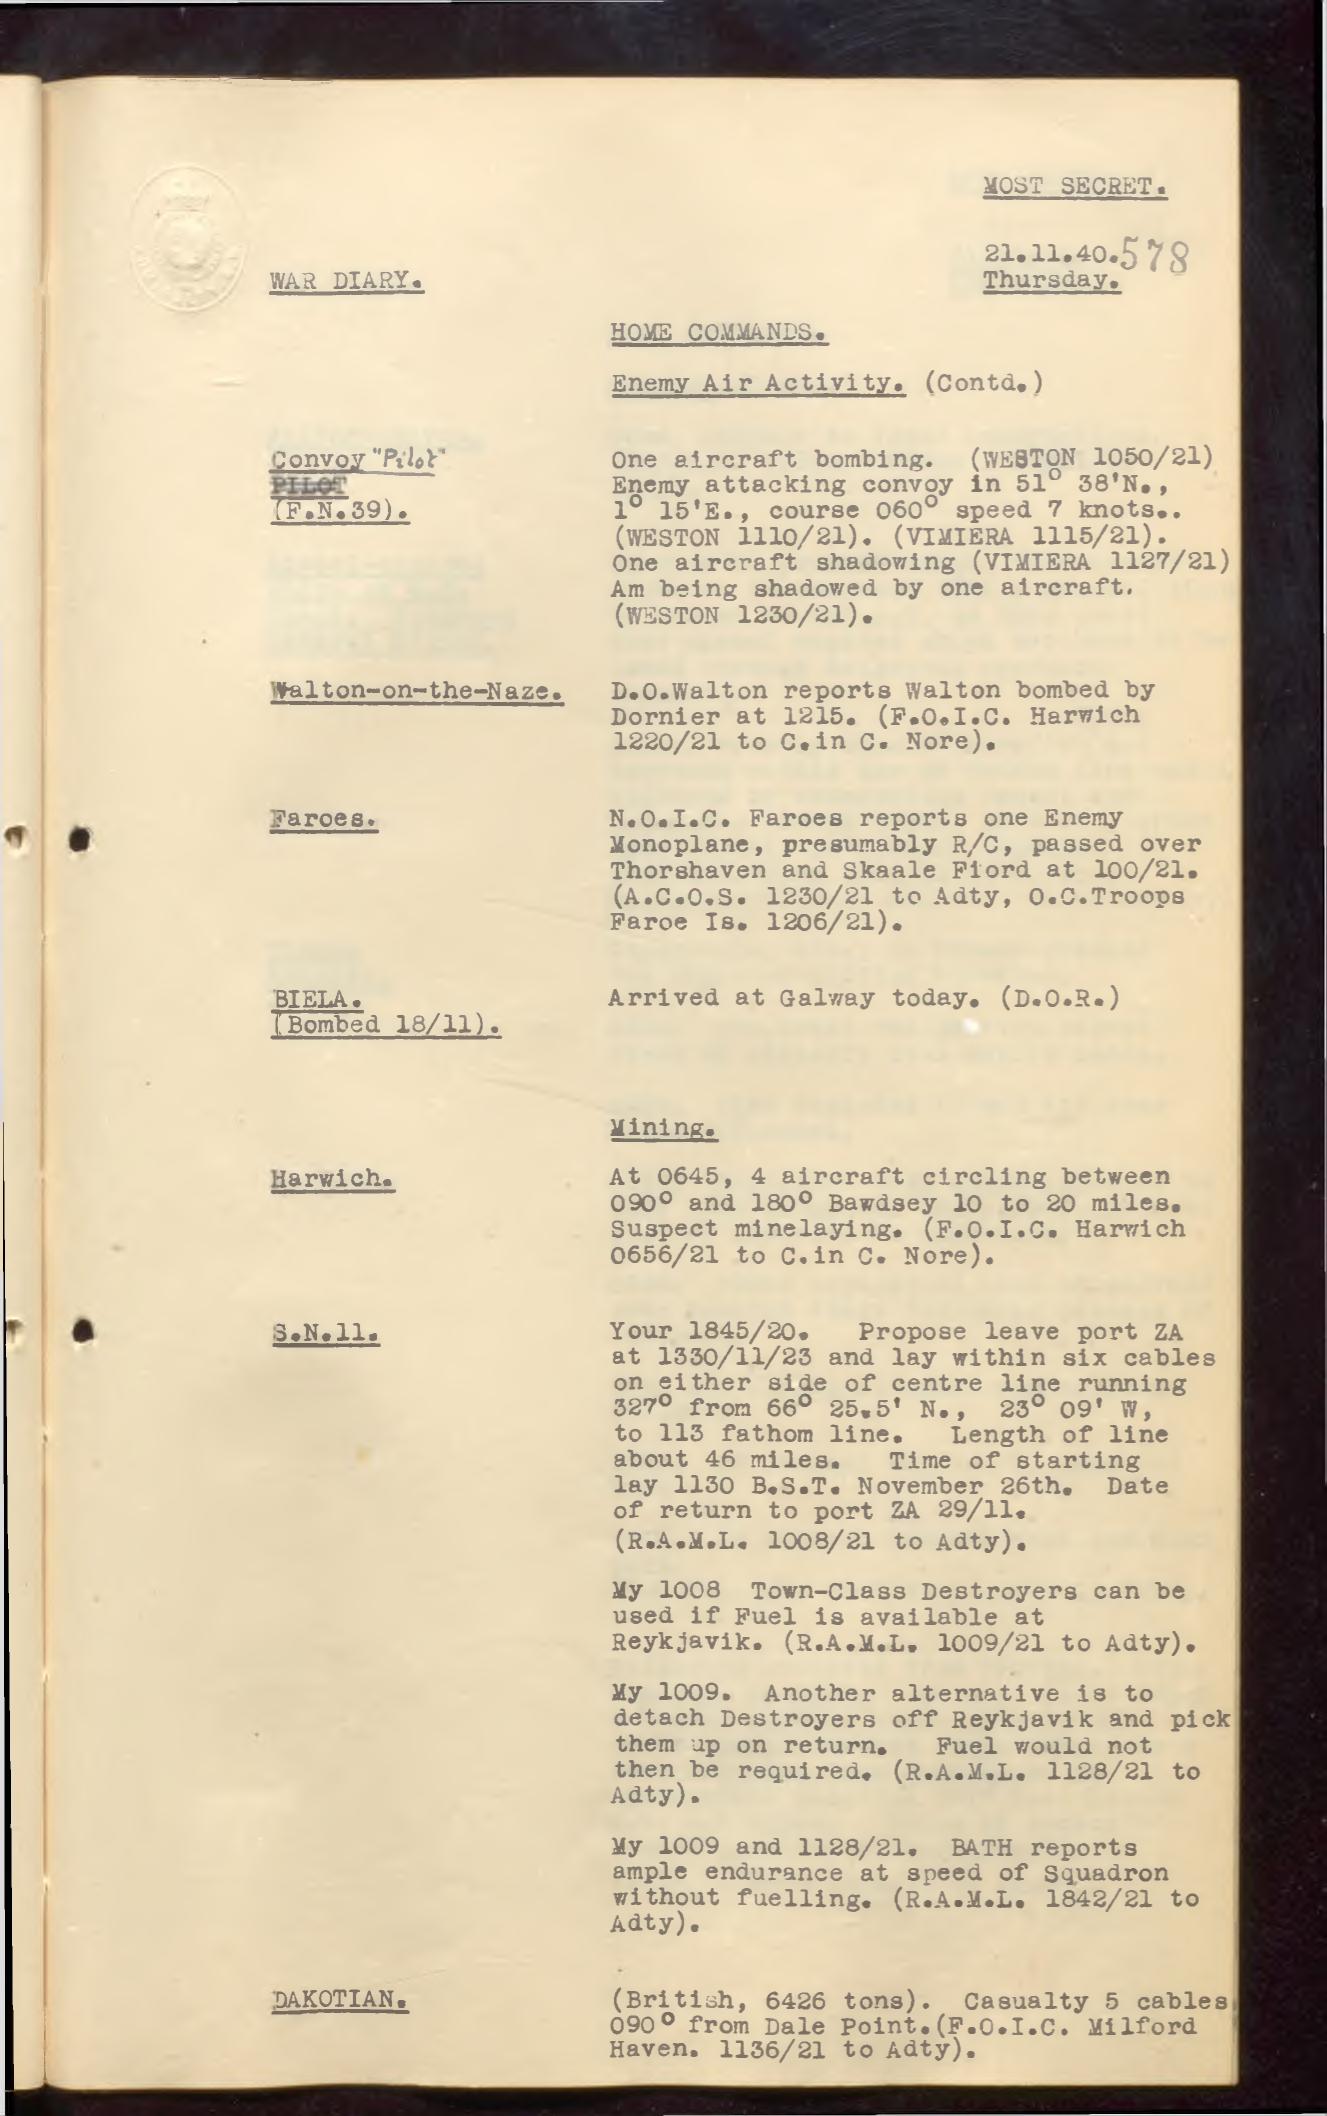 MOST SECRET.
21.11.40. 578
WAR DIARY.
Thursday.
HOME COMMANDS.
Enemy Air Activity. (Contd.)
Convoy "Pilot"
PILOT
(F.N.39).
One aircraft bombing. (WESTON 1050/21)
Enemy attacking convoy in 51° 38'N.,
1° 15'E., course 060° speed 7 knots..
(WESTON 1110/21). (VIMIERA 1115/21).
One aircraft shadowing (VIMIERA 1127/21)
Am being shadowed by one aircraft.
(WESTON 1230/21).
Walton-on-the-Naze.
D.O.Walton reports Walton bombed by
Dornier at 1215. (F.O.I.C. Harwich
1220/21 to C.in C. Nore).
Faroes.
N.O.I.C. Faroes reports one Enemy
Monoplane, presumably R/C, passed over
Thorshaven and Skaale Fiord at 100/21.
(A.C.O.S. 1230/21 to Adty, O.C.Troops
Faroe Is. 1206/21).
BIELA.
(Bombed 18/11).
Arrived at Galway today. (D.O.R.)
Mining.
Harwich.
At 0645, 4 aircraft circling between
090° and 180° Bawdsey 10 to 20 miles.
Suspect minelaying. (F.O.I.C. Harwich
0656/21 to C.in C. Nore).
S.N.11.
Your 1845/20. Propose leave port ZA
at 1330/11/23 and lay within six cables
on either side of centre line running
327° from 66° 25.5' N., 23° 09' W,
to 113 fathom line. Length of line
about 46 miles. Time of starting
lay 1130 B.S.T. November 26th. Date
of return to port ZA 29/11.
(R.A.M.L. 1008/21 to Adty).
My 1008 Town-Class Destroyers can be
used if Fuel is available at
Reykjavik. (R.A.M.L. 1009/21 to Adty).
My 1009. Another alternative is to
detach Destroyers off Reykjavik and pick
them up on return. Fuel would not
then be required. (R.A.M.L. 1128/21 to
Adty).
My 1009 and 1128/21. BATH reports
ample endurance at speed of Squadron
without fuelling. (R.A.M.L. 1842/21 to
Adty).
DAKOTIAN.
(British, 6426 tons). Casualty 5 cables
090° from Dale Point.(F.O.I.C. Milford
Haven. 1136/21 to Adty).